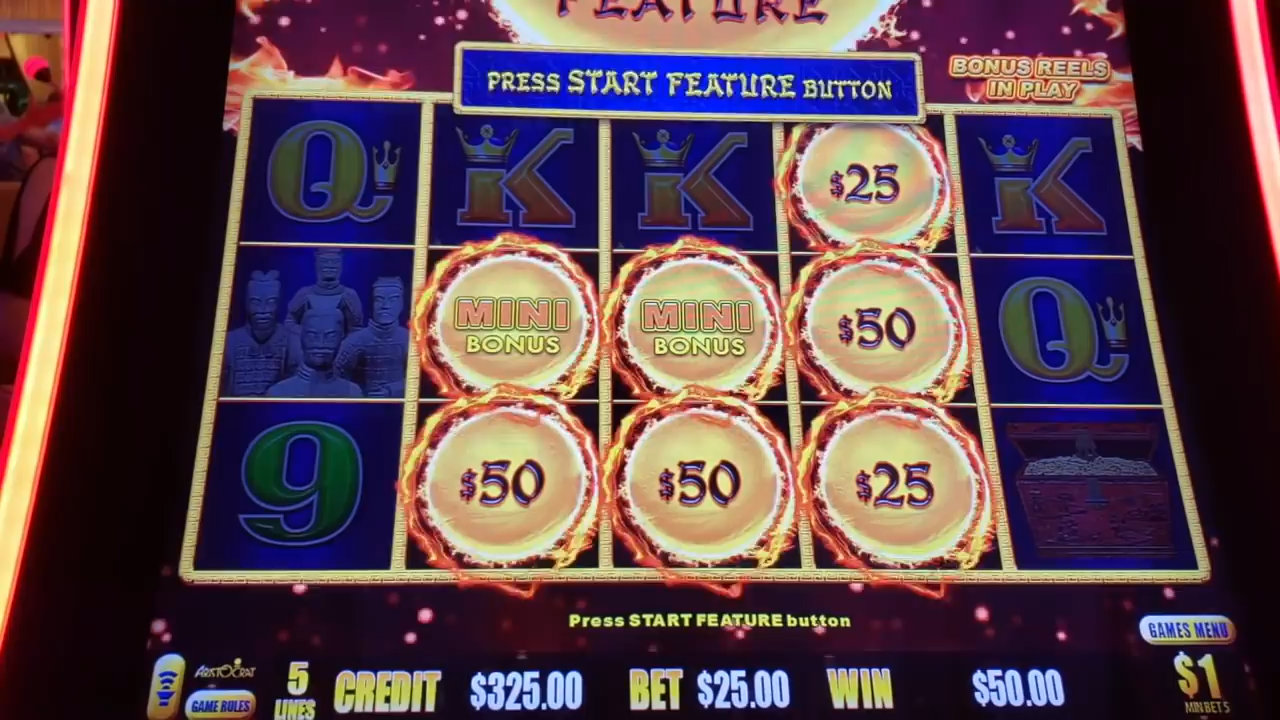 FEATURE
PRESS START FEATURE BUTTON
BONUS REELS
IN PLAY
Q K K $25 K
MINI
BONUS
MINI
BONUS
$50
Q
9 $50 $50 $25
Press START FEATURE button
GAMES MENU
ARISTOCRAT
GAME RULES
5
LINES
CREDIT $325.00 BET $25.00 WIN $50.00
$1
MIN BET 5